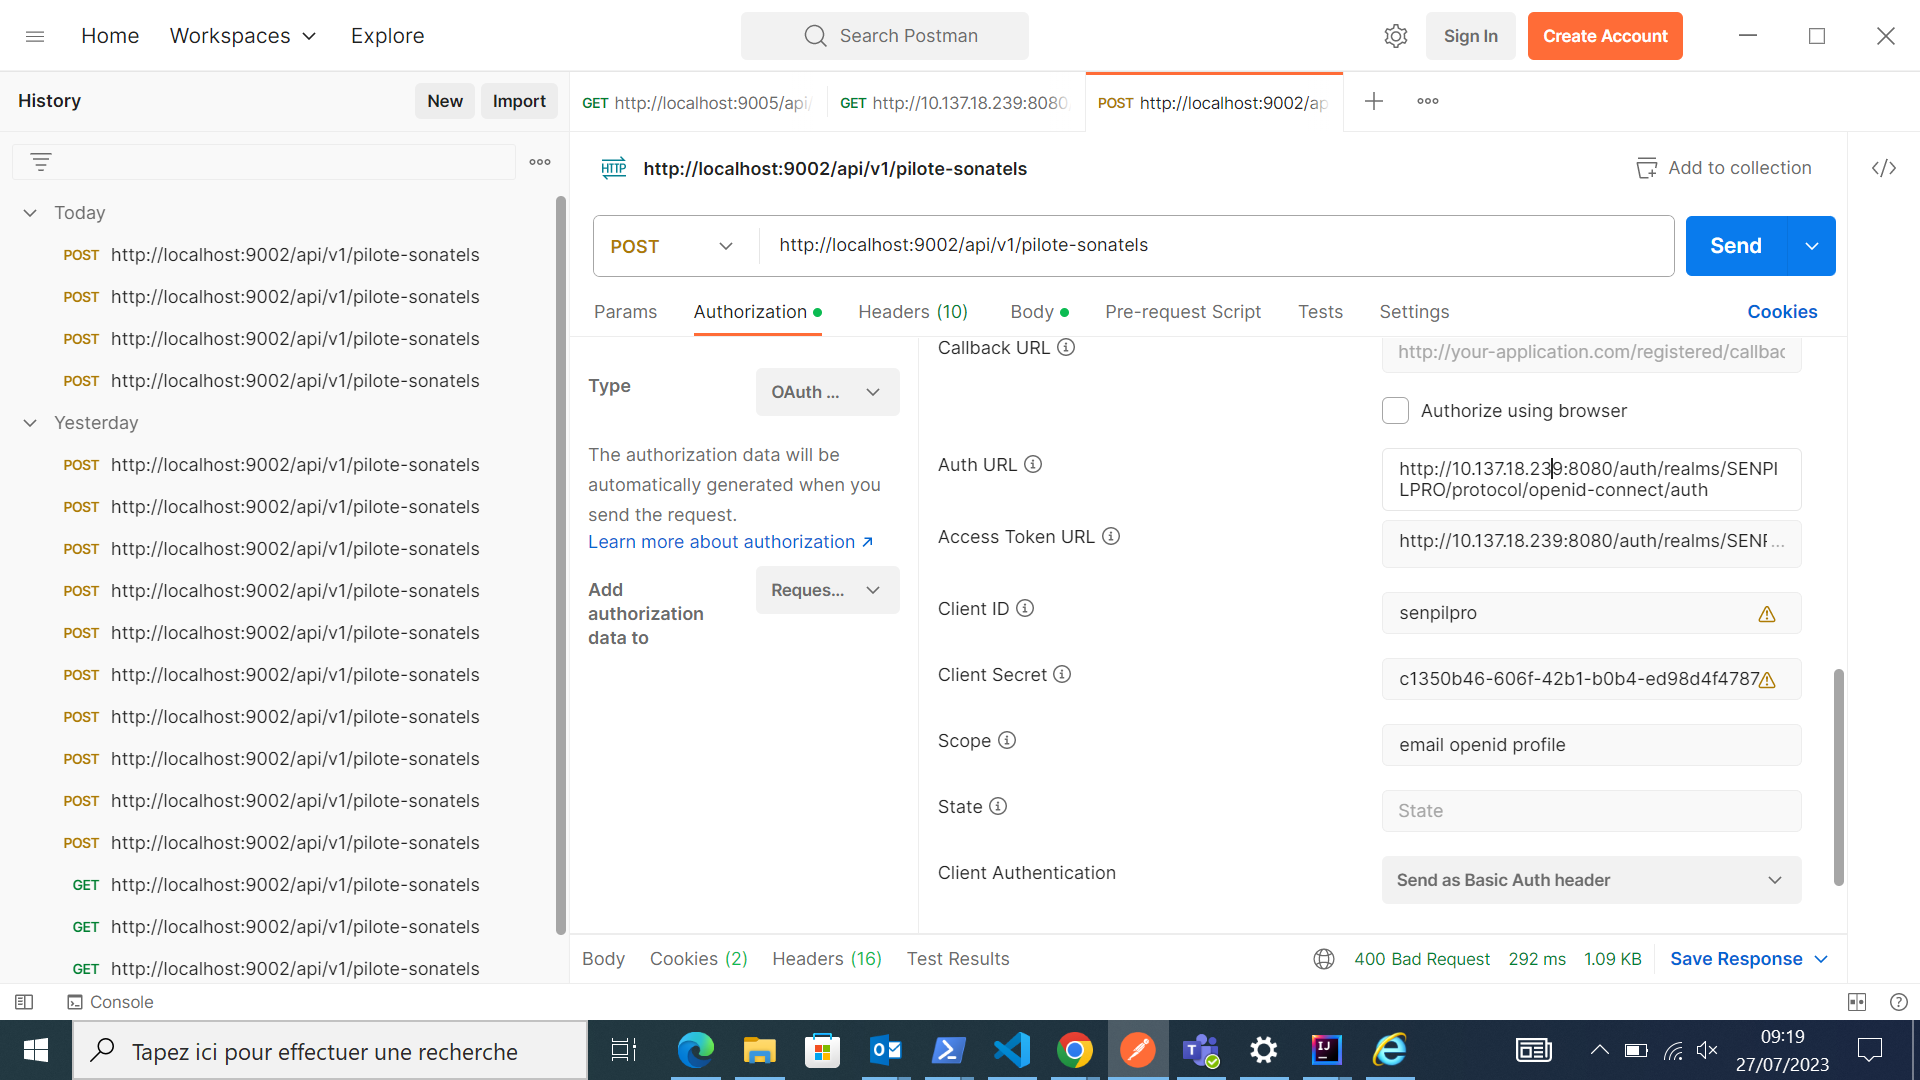 Home
Workspaces
Explore
Search Postman
Sign In
Create Account
History
New
Import
GET http://localhost:9005/api/
GET http://10.137.18.239:8080
POST http://localhost:9002/ap
Today
POST http://localhost:9002/api/v1/pilote-sonatels
POST http://localhost:9002/api/v1/pilote-sonatels
POST http://localhost:9002/api/v1/pilote-sonatels
POST http://localhost:9002/api/v1/pilote-sonatels
Yesterday
POST http://localhost:9002/api/v1/pilote-sonatels
POST http://localhost:9002/api/v1/pilote-sonatels
POST http://localhost:9002/api/v1/pilote-sonatels
POST http://localhost:9002/api/v1/pilote-sonatels
POST http://localhost:9002/api/v1/pilote-sonatels
POST http://localhost:9002/api/v1/pilote-sonatels
POST http://localhost:9002/api/v1/pilote-sonatels
POST http://localhost:9002/api/v1/pilote-sonatels
POST http://localhost:9002/api/v1/pilote-sonatels
POST http://localhost:9002/api/v1/pilote-sonatels
GET http://localhost:9002/api/v1/pilote-sonatels
GET http://localhost:9002/api/v1/pilote-sonatels
GET http://localhost:9002/api/v1/pilote-sonatels
HTTP http://localhost:9002/api/v1/pilote-sonatels
Add to collection
</>
POST
http://localhost:9002/api/v1/pilote-sonatels
Send
Params
Authorization
Headers (10)
Body
Pre-request Script
Tests
Settings
Cookies
Type
OAuth ...
The authorization data will be
automatically generated when you
send the request.
Learn more about authorization ↗
Add
authorization
data to
Reques...
Callback URL
http://your-application.com/registered/callbac
Authorize using browser
Auth URL
http://10.137.18.239:8080/auth/realms/SENPI
LPRO/protocol/openid-connect/auth
Access Token URL
http://10.137.18.239:8080/auth/realms/SENF...
Client ID
senpilpro
Client Secret
c1350b46-606f-42b1-b0b4-ed98d4f4787
Scope
email openid profile
State
State
Client Authentication
Send as Basic Auth header
Body
Cookies (2)
Headers (16)
Test Results
400 Bad Request
292 ms
1.09 KB
Save Response
Console
Tapez ici pour effectuer une recherche
09:19
27/07/2023